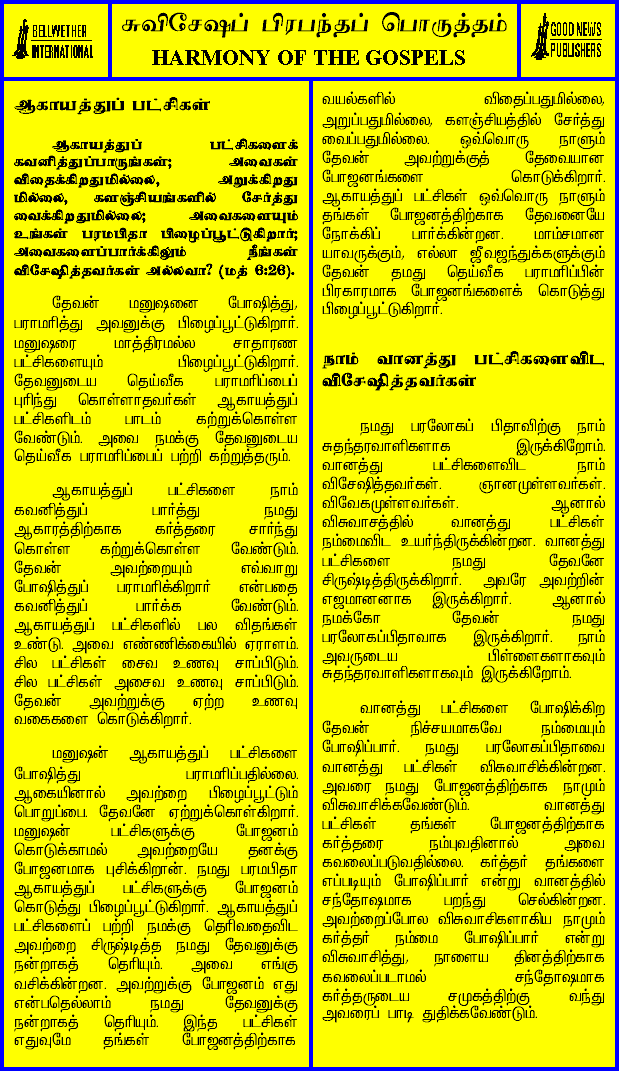 BELLWETHER
INTERNATIONAL
சுவிசேஷப் பிரபந்தப் பொருத்தம்
HARMONY OF THE GOSPELS
GOOD NEWS
PUBLISHERS
ஆகாயத்துப் பட்சிகள்
ஆகாயத்துப் பட்சிகளைக்
கவனித்துப்பாருங்கள்; அவைகள்
விதைக்கிறதுமில்லை, அறுக்கிறது
மில்லை, களஞ்சியங்களில் சேர்த்து
வைக்கிறதுமில்லை; அவைகளையும்
உங்கள் பரமபிதா பிழைப்பூட்டுகிறார்;
அவைகளைப்பார்க்கிலும் நீங்கள்
விசேஷித்தவர்கள் அல்லவா? (மத் 6:26).
தேவன் மனுஷனை போஷித்து,
பராமரித்து அவனுக்கு பிழைப்பூட்டுகிறார்.
மனுஷரை மாத்திரமல்ல சாதாரண
பட்சிகளையும் பிழைப்பூட்டுகிறார்.
தேவனுடைய தெய்வீக பராமரிப்பைப்
புரிந்து கொள்ளாதவர்கள் ஆகாயத்துப்
பட்சிகளிடம் பாடம் கற்றுக்கொள்ள
வேண்டும். அவை நமக்கு தேவனுடைய
தெய்வீக பராமரிப்பைப் பற்றி கற்றுத்தரும்.
ஆகாயத்துப் பட்சிகளை நாம்
கவனித்துப் பார்த்து நமது
ஆகாரத்திற்காக கர்த்தரை சார்ந்து
கொள்ள கற்றுக்கொள்ள வேண்டும்.
தேவன் அவற்றையும் எவ்வாறு
போஷித்துப் பராமரிக்கிறார் என்பதை
கவனித்துப் பார்க்க வேண்டும்.
ஆகாயத்துப் பட்சிகளில் பல விதங்கள்
உண்டு. அவை எண்ணிக்கையில் ஏராளம்.
சில பட்சிகள் சைவ உணவு சாப்பிடும்.
சில பட்சிகள் அசைவ உணவு சாப்பிடும்.
தேவன் அவற்றுக்கு ஏற்ற உணவு
வகைகளை கொடுக்கிறார்.
மனுஷன் ஆகாயத்துப் பட்சிகளை
போஷித்து பராமரிப்பதில்லை.
ஆகையினால் அவற்றை பிழைப்பூட்டும்
பொறுப்பை. தேவனே ஏற்றுக்கொள்கிறார்.
மனுஷன் பட்சிகளுக்கு போஜனம்
கொடுக்காமல் அவற்றையே தனக்கு
போஜனமாக புசிக்கிறான். நமது பரமபிதா
ஆகாயத்துப் பட்சிகளுக்கு போஜனம்
கொடுத்து பிழைப்பூட்டுகிறார். ஆகாயத்துப்
பட்சிகளைப் பற்றி நமக்கு தெரிவதைவிட
அவற்றை சிருஷ்டித்த நமது தேவனுக்கு
நன்றாகத் தெரியும். அவை எங்கு
வசிக்கின்றன. அவற்றுக்கு போஜனம் எது
என்பதெல்லாம் நமது தேவனுக்கு
நன்றாகத் தெரியும். இந்த பட்சிகள்
எதுவுமே தங்கள் போஜனத்திற்காக
வயல்களில் விதைப்பதுமில்லை,
அறுப்பதுமில்லை, களஞ்சியத்தில் சேர்த்து
வைப்பதுமில்லை. ஒவ்வொரு நாளும்
தேவன் அவற்றுக்குத் தேவையான
போஜனங்களை கொடுக்கிறார்.
ஆகாயத்துப் பட்சிகள் ஒவ்வொரு நாளும்
தங்கள் போஜனத்திற்காக தேவனையே
நோக்கிப் பார்க்கின்றன. மாம்சமான
யாவருக்கும், எல்லா ஜீவஜந்துக்களுக்கும்
தேவன் தமது தெய்வீக பராமரிப்பின்
பிரகாரமாக போஜனங்களைக் கொடுத்து
பிழைப்பூட்டுகிறார்.
நாம் வானத்து பட்சிகளைவிட
விசேஷித்தவர்கள்
நமது பரலோகப் பிதாவிற்கு நாம்
சுதந்தரவாளிகளாக இருக்கிறோம்.
வானத்து பட்சிகளைவிட நாம்
விசேஷித்தவர்கள். ஞானமுள்ளவர்கள்.
விவேகமுள்ளவர்கள். ஆனால்
விசுவாசத்தில் வானத்து பட்சிகள்
நம்மைவிட உயர்ந்திருக்கின்றன. வானத்து
பட்சிகளை நமது தேவனே
சிருஷ்டித்திருக்கிறார். அவரே அவற்றின்
எஜமானனாக இருக்கிறார். ஆனால்
நமக்கோ தேவன் நமது
பரலோகப்பிதாவாக இருக்கிறார். நாம்
அவருடைய பிள்ளைகளாகவும்
சுதந்தரவாளிகளாகவும் இருக்கிறோம்.
வானத்து பட்சிகளை போஷிக்கிற
தேவன் நிச்சயமாகவே நம்மையும்
போஷிப்பார். நமது பரலோகப்பிதாவை
வானத்து பட்சிகள் விசுவாசிக்கின்றன.
அவரை நமது போஜனத்திற்காக நாமும்
விசுவாசிக்கவேண்டும். வானத்து
பட்சிகள் தங்கள் போஜனத்திற்காக
கர்த்தரை நம்புவதினால் அவை
கவலைப்படுவதில்லை. கர்த்தர் தங்களை
எப்படியும் போஷிப்பார் என்று வானத்தில்
சந்தோஷமாக பறந்து செல்கின்றன.
அவற்றைப்போல விசுவாசிகளாகிய நாமும்
கர்த்தர் நம்மை போஷிப்பார் என்று
விசுவாசித்து, நாளைய தினத்திற்காக
கவலைப்படாமல் சந்தோஷமாக
கர்த்தருடைய சமுகத்திற்கு வந்து
அவரைப் பாடி துதிக்கவேண்டும்.